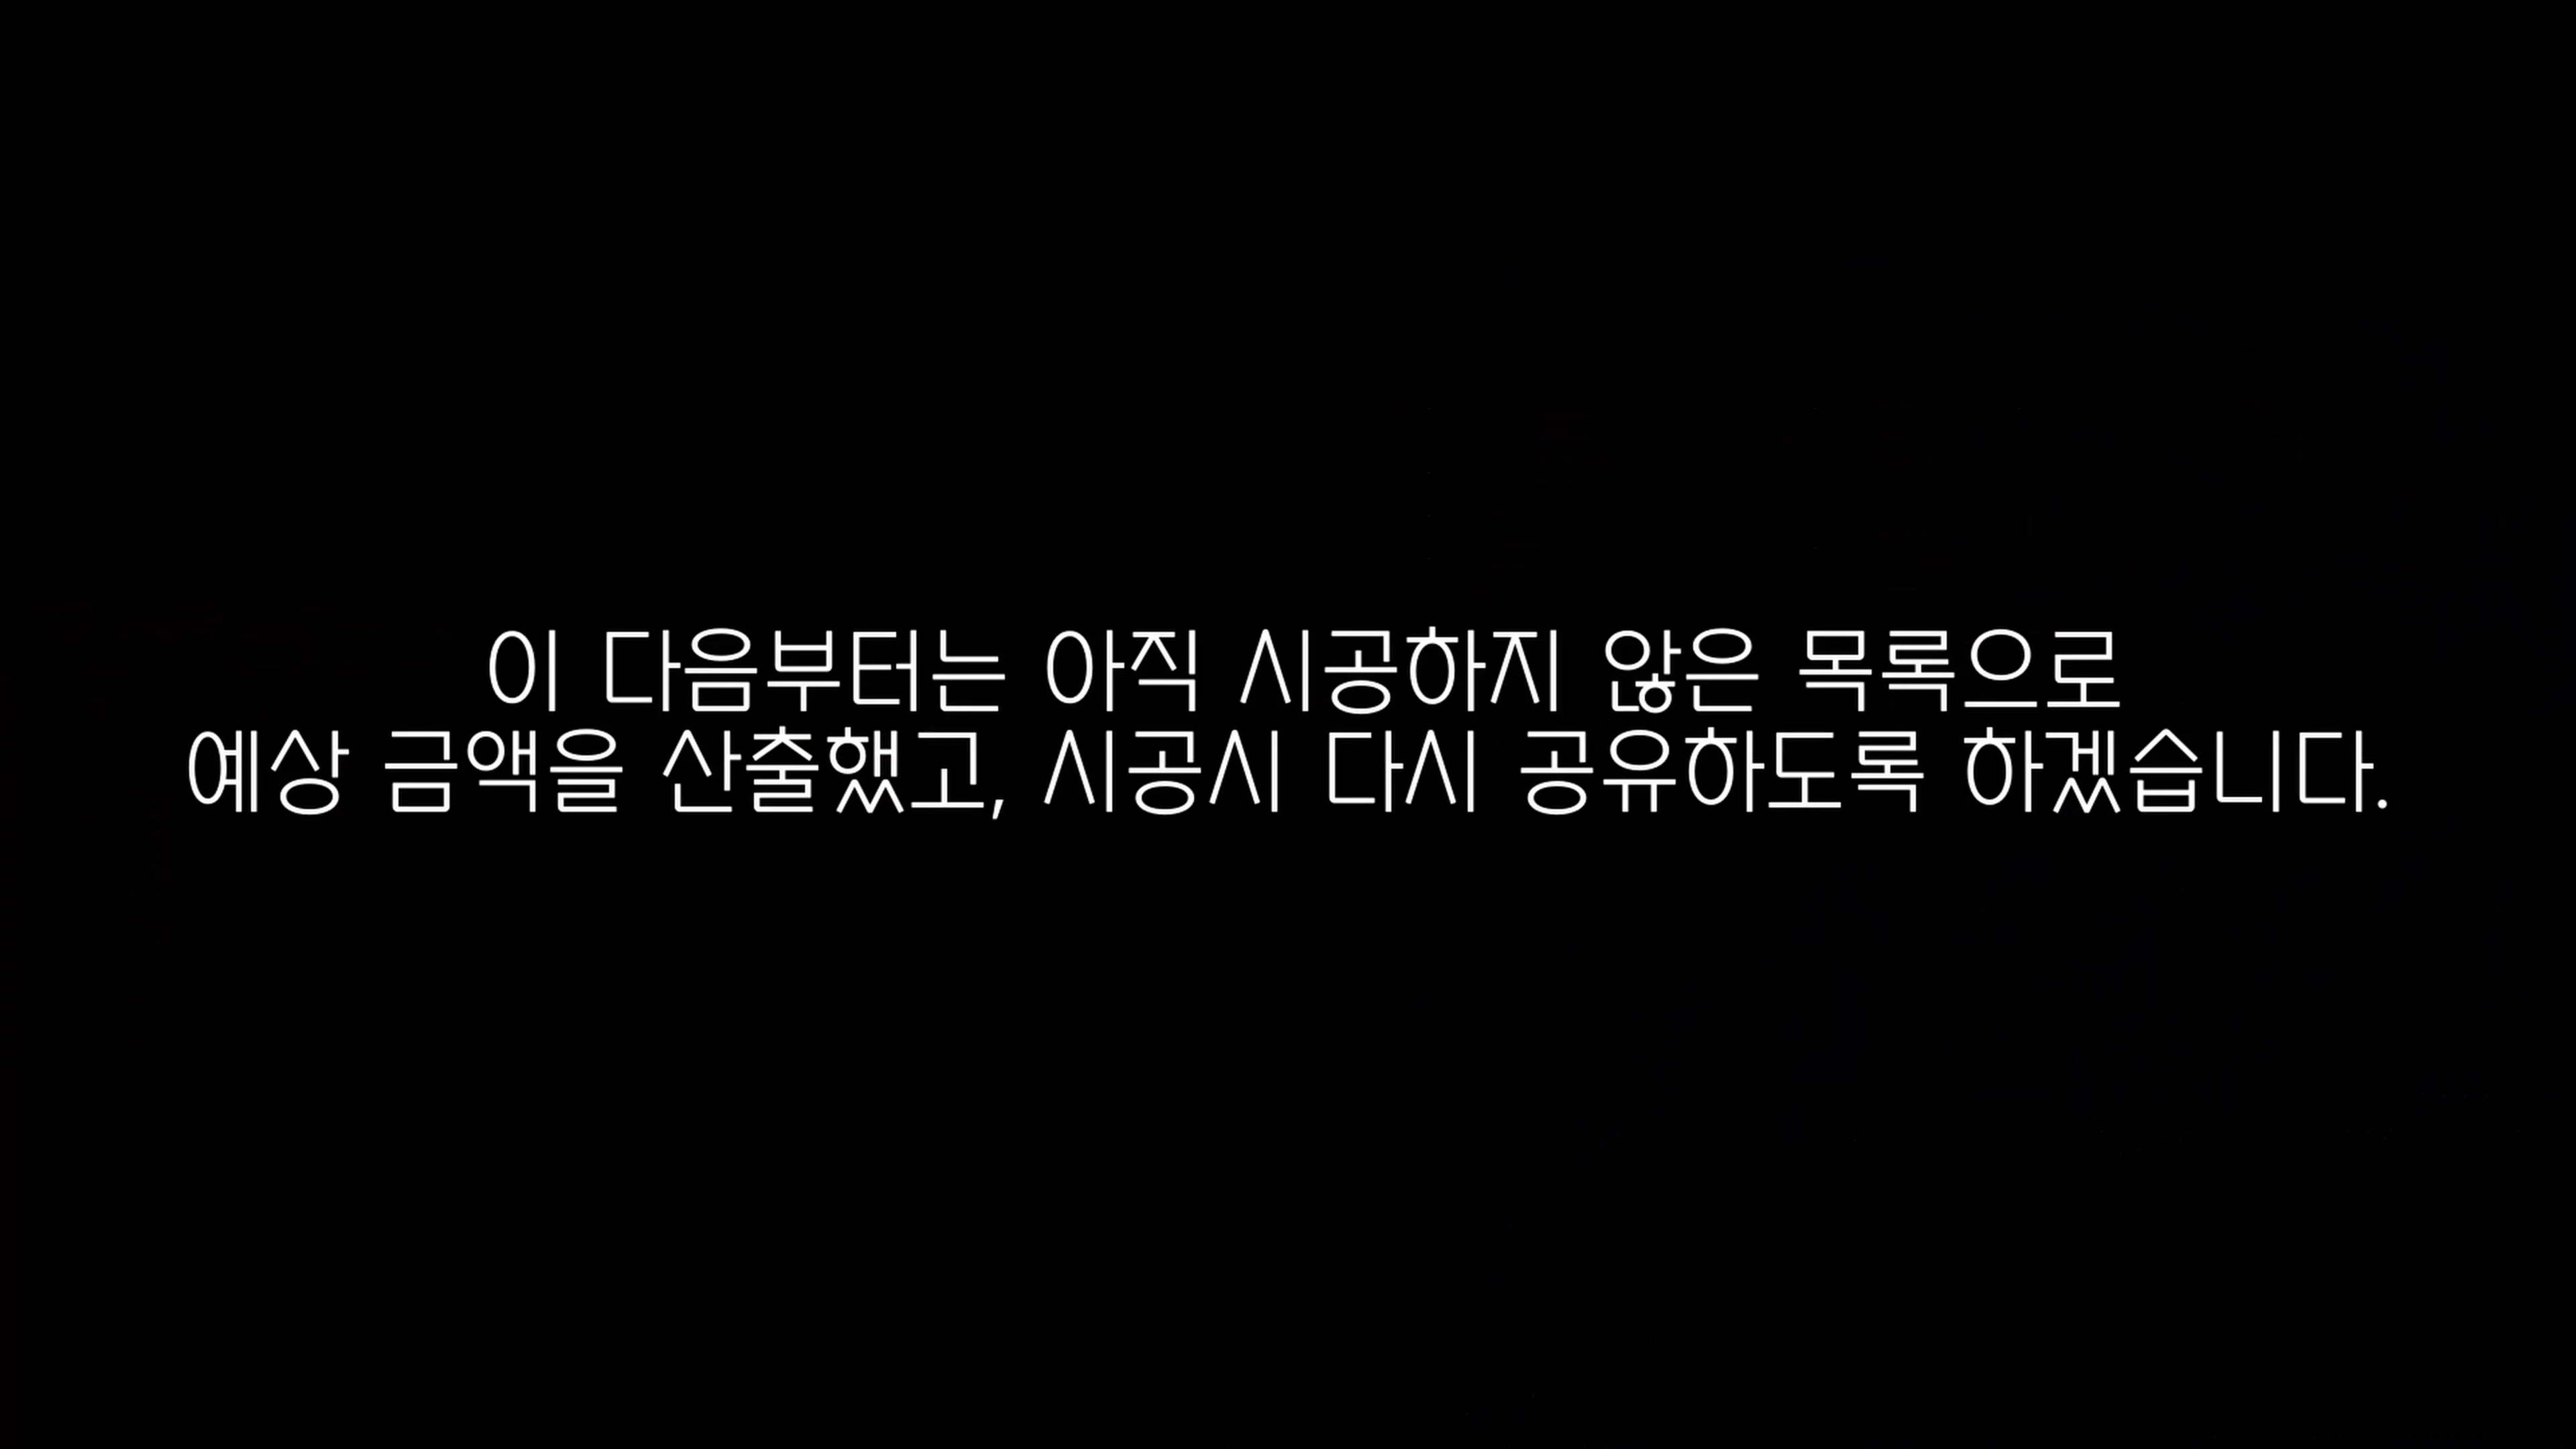 이 다음부터는 아직 시공하지 않은 목록으로
예상 금액을 산출했고, 시공시 다시 공유하도록 하겠습니다.